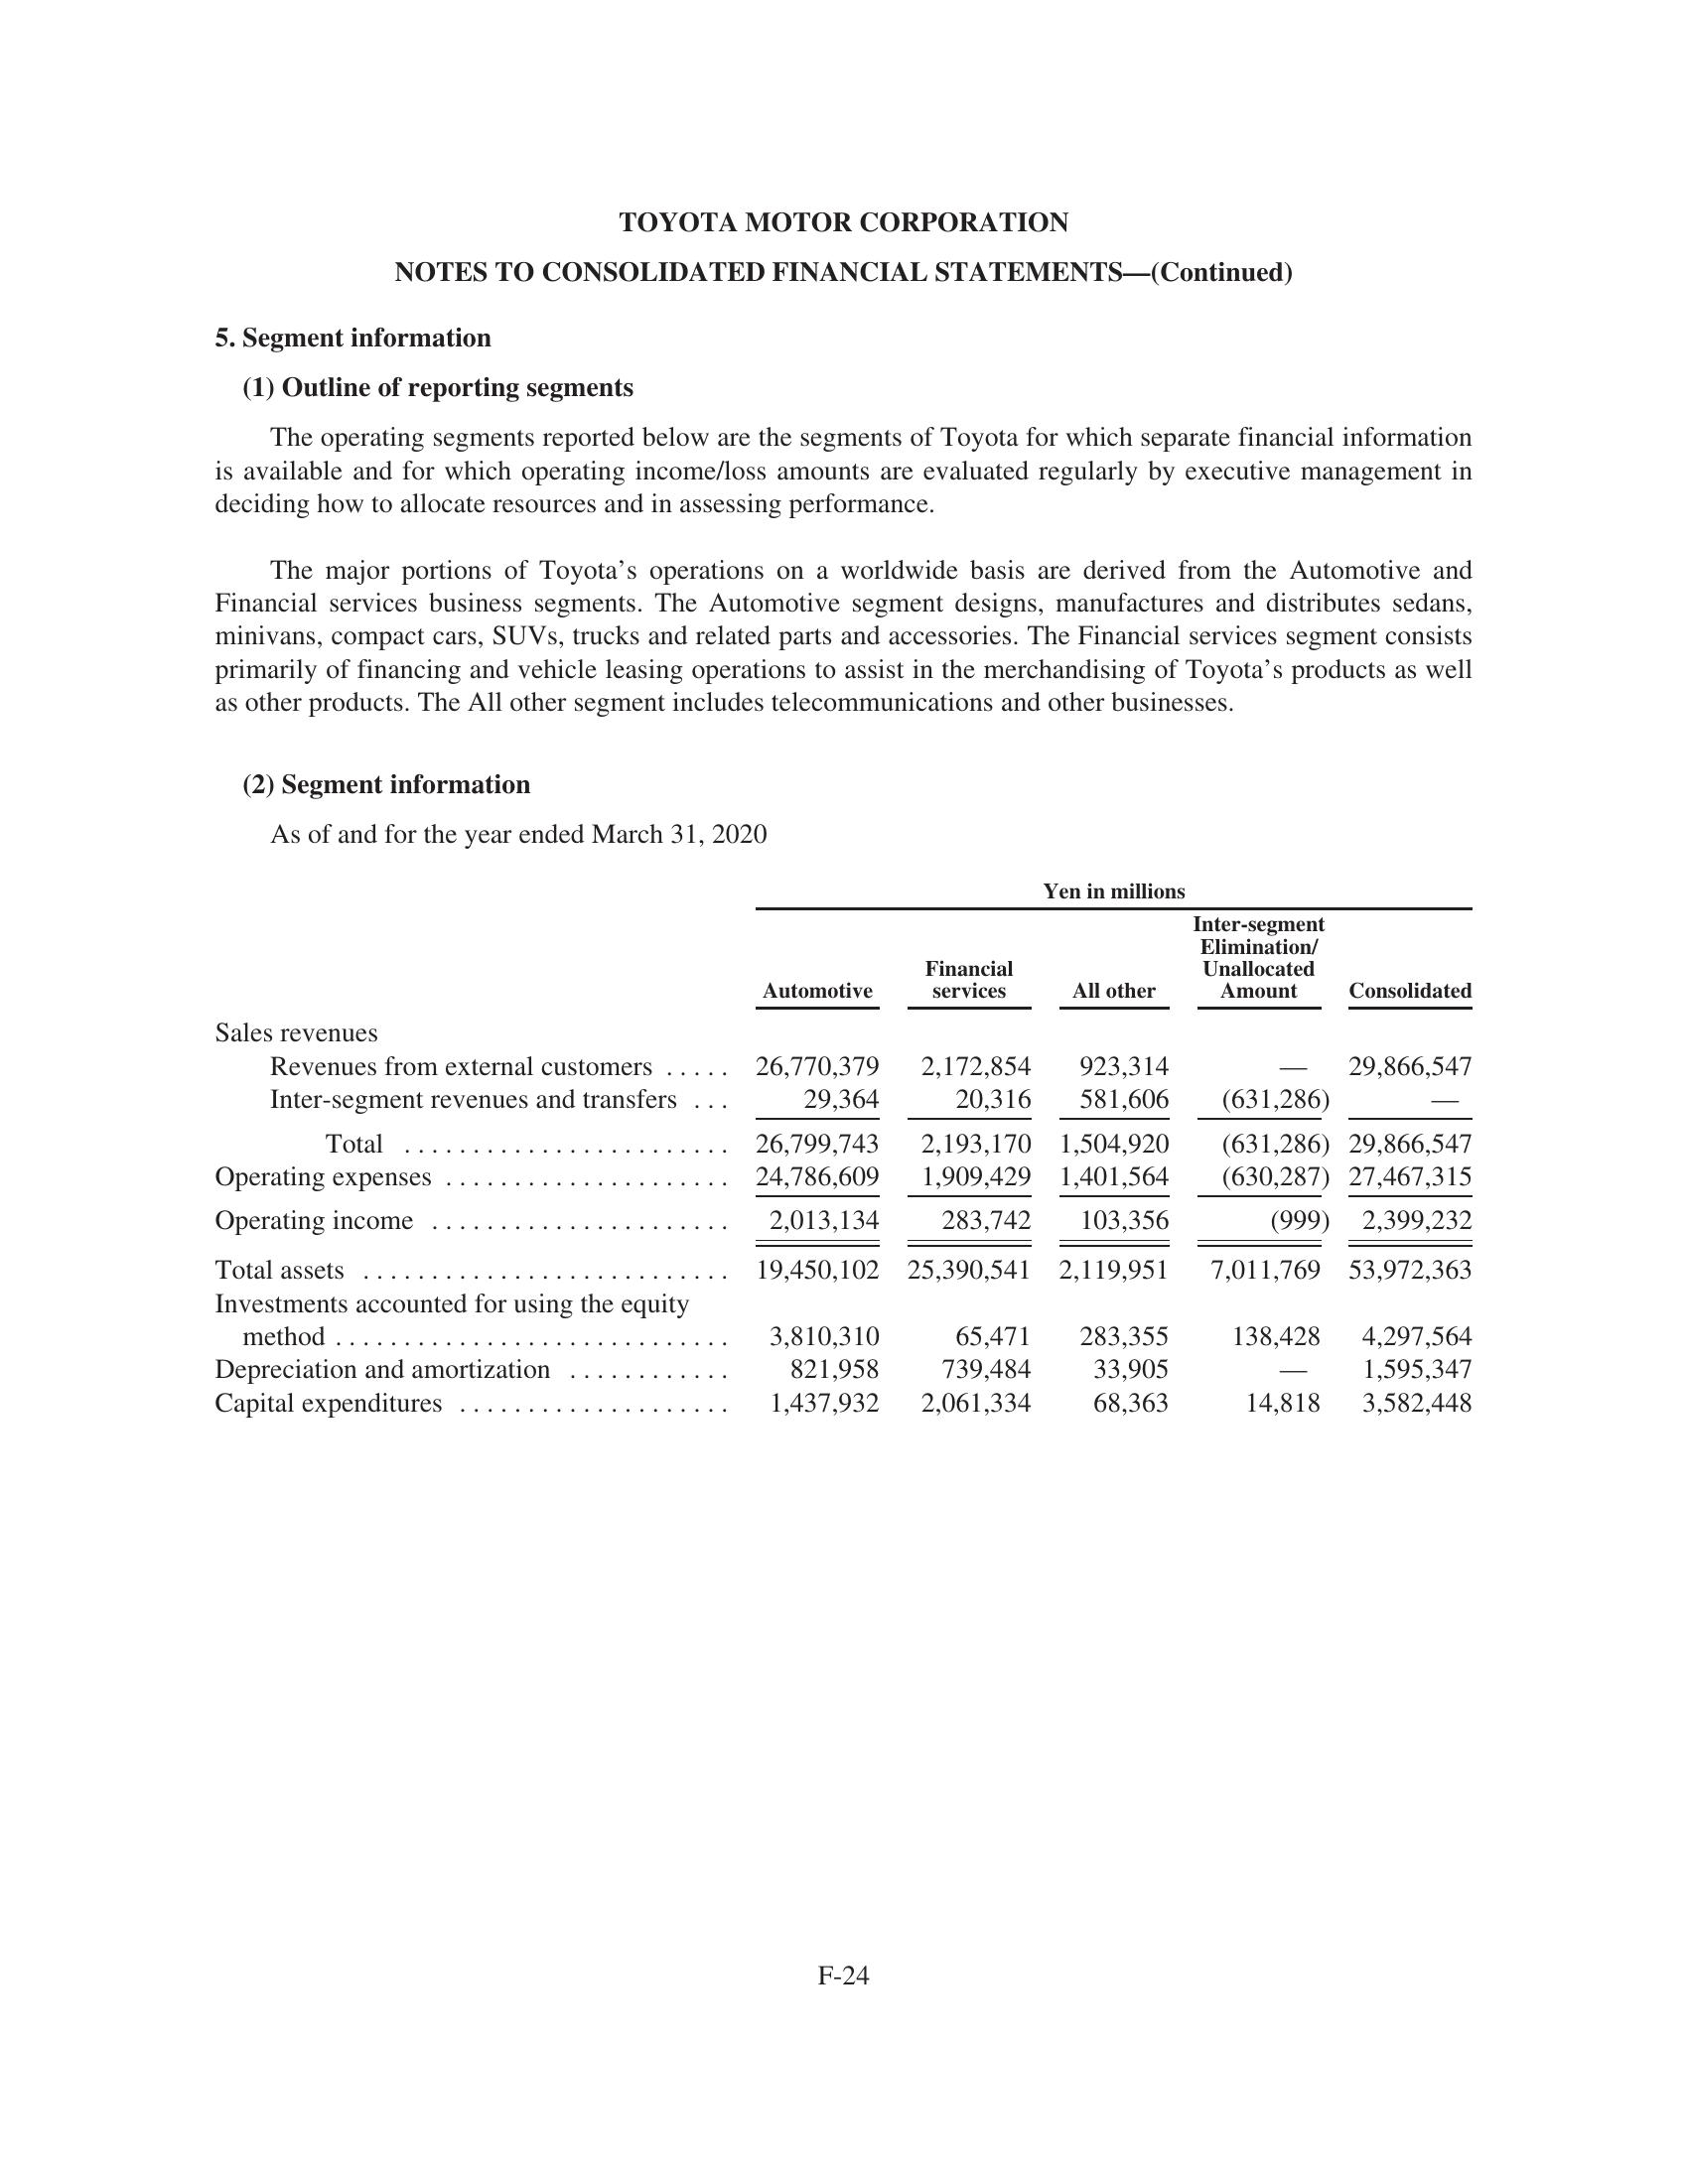 TOYOTA MOTOR CORPORATION
NOTES TO CONSOLIDATED FINANCIAL STATEMENTS—(Continued)
5. Segment information
(1) Outline of reporting segments
The operating segments reported below are the segments of Toyota for which separate financial information
is available and for which operating income/loss amounts are evaluated regularly by executive management in
deciding how to allocate resources and in assessing performance.
The major portions of Toyota’s operations on a worldwide basis are derived from the Automotive and
Financial services business segments. The Automotive segment designs, manufactures and distributes sedans,
minivans, compact cars, SUVs, trucks and related parts and accessories. The Financial services segment consists
primarily of financing and vehicle leasing operations to assist in the merchandising of Toyota’s products as well
as other products. The All other segment includes telecommunications and other businesses.
(2) Segment information
As of and for the year ended March 31, 2020
Yen in millions
Inter-segment
Elimination/
Financial Unallocated
Automotive services All other Amount Consolidated
Sales revenues
Revenues from external customers ..... 26,770,379 2,172,854 923,314 — 29,866,547
Inter-segment revenues and transfers ... 29,364 20,316 581,606 (631,286) —
Total ........................ 26,799,743 2,193,170 1,504,920 (631,286) 29,866,547
Operating expenses ..................... 24,786,609 1,909,429 1,401,564 (630,287) 27,467,315
Operating income ...................... 2,013,134 283,742 103,356 (999) 2,399,232
Total assets ........................... 19,450,102 25,390,541 2,119,951 7,011,769 53,972,363
Investments accounted for using the equity
method ............................. 3,810,310 65,471 283,355 138,428 4,297,564
Depreciation and amortization ............ 821,958 739,484 33,905 — 1,595,347
Capital expenditures .................... 1,437,932 2,061,334 68,363 14,818 3,582,448
F-24